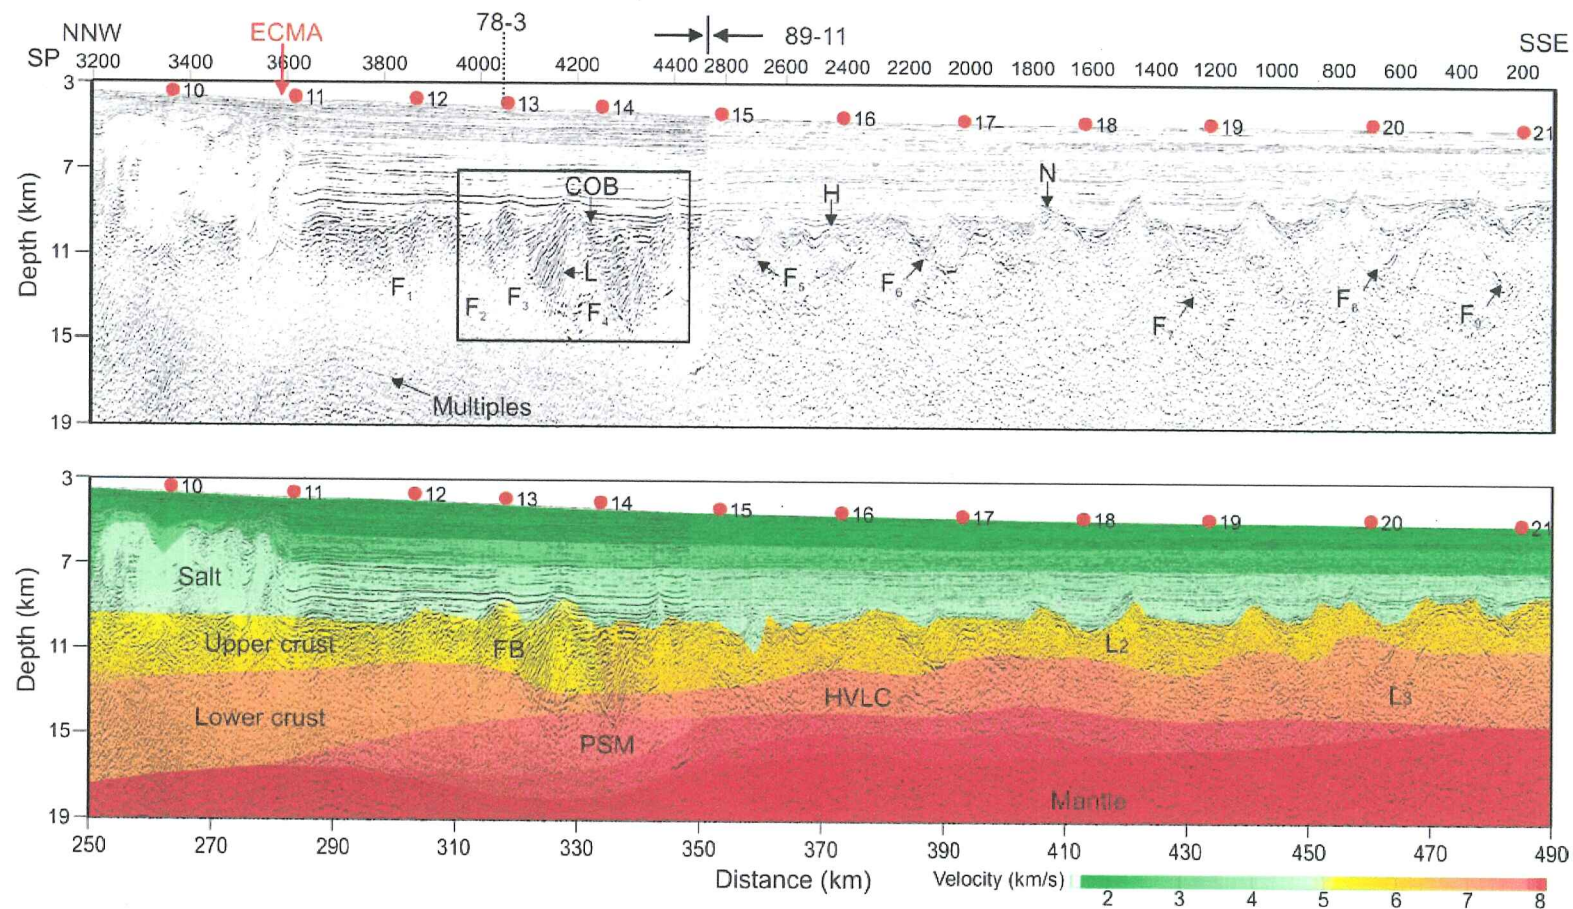 NNW ECMA 78-3 89-11 SSE
SP 3200 3400 3600 3800 4000 4200 4400 2800 2600 2400 2200 2000 1800 1600 1400 1200 1000 800 600 400 200
3
10 11 12 13 14 15 16 17 18 19 20 21
7
COB H N
Depth (km)
11
L
F1 F2 F3 F4 F5 F6 F7 F8 F9
15
Multiples
19
3
10 11 12 13 14 15 16 17 18 19 20 21
7
Salt
Depth (km)
11
Upper crust FB L2
Lower crust HVLC L3
15
PSM
Mantle
19
250 270 290 310 330 350 370 390 410 430 450 470 490
Distance (km) Velocity (km/s)
2 3 4 5 6 7 8